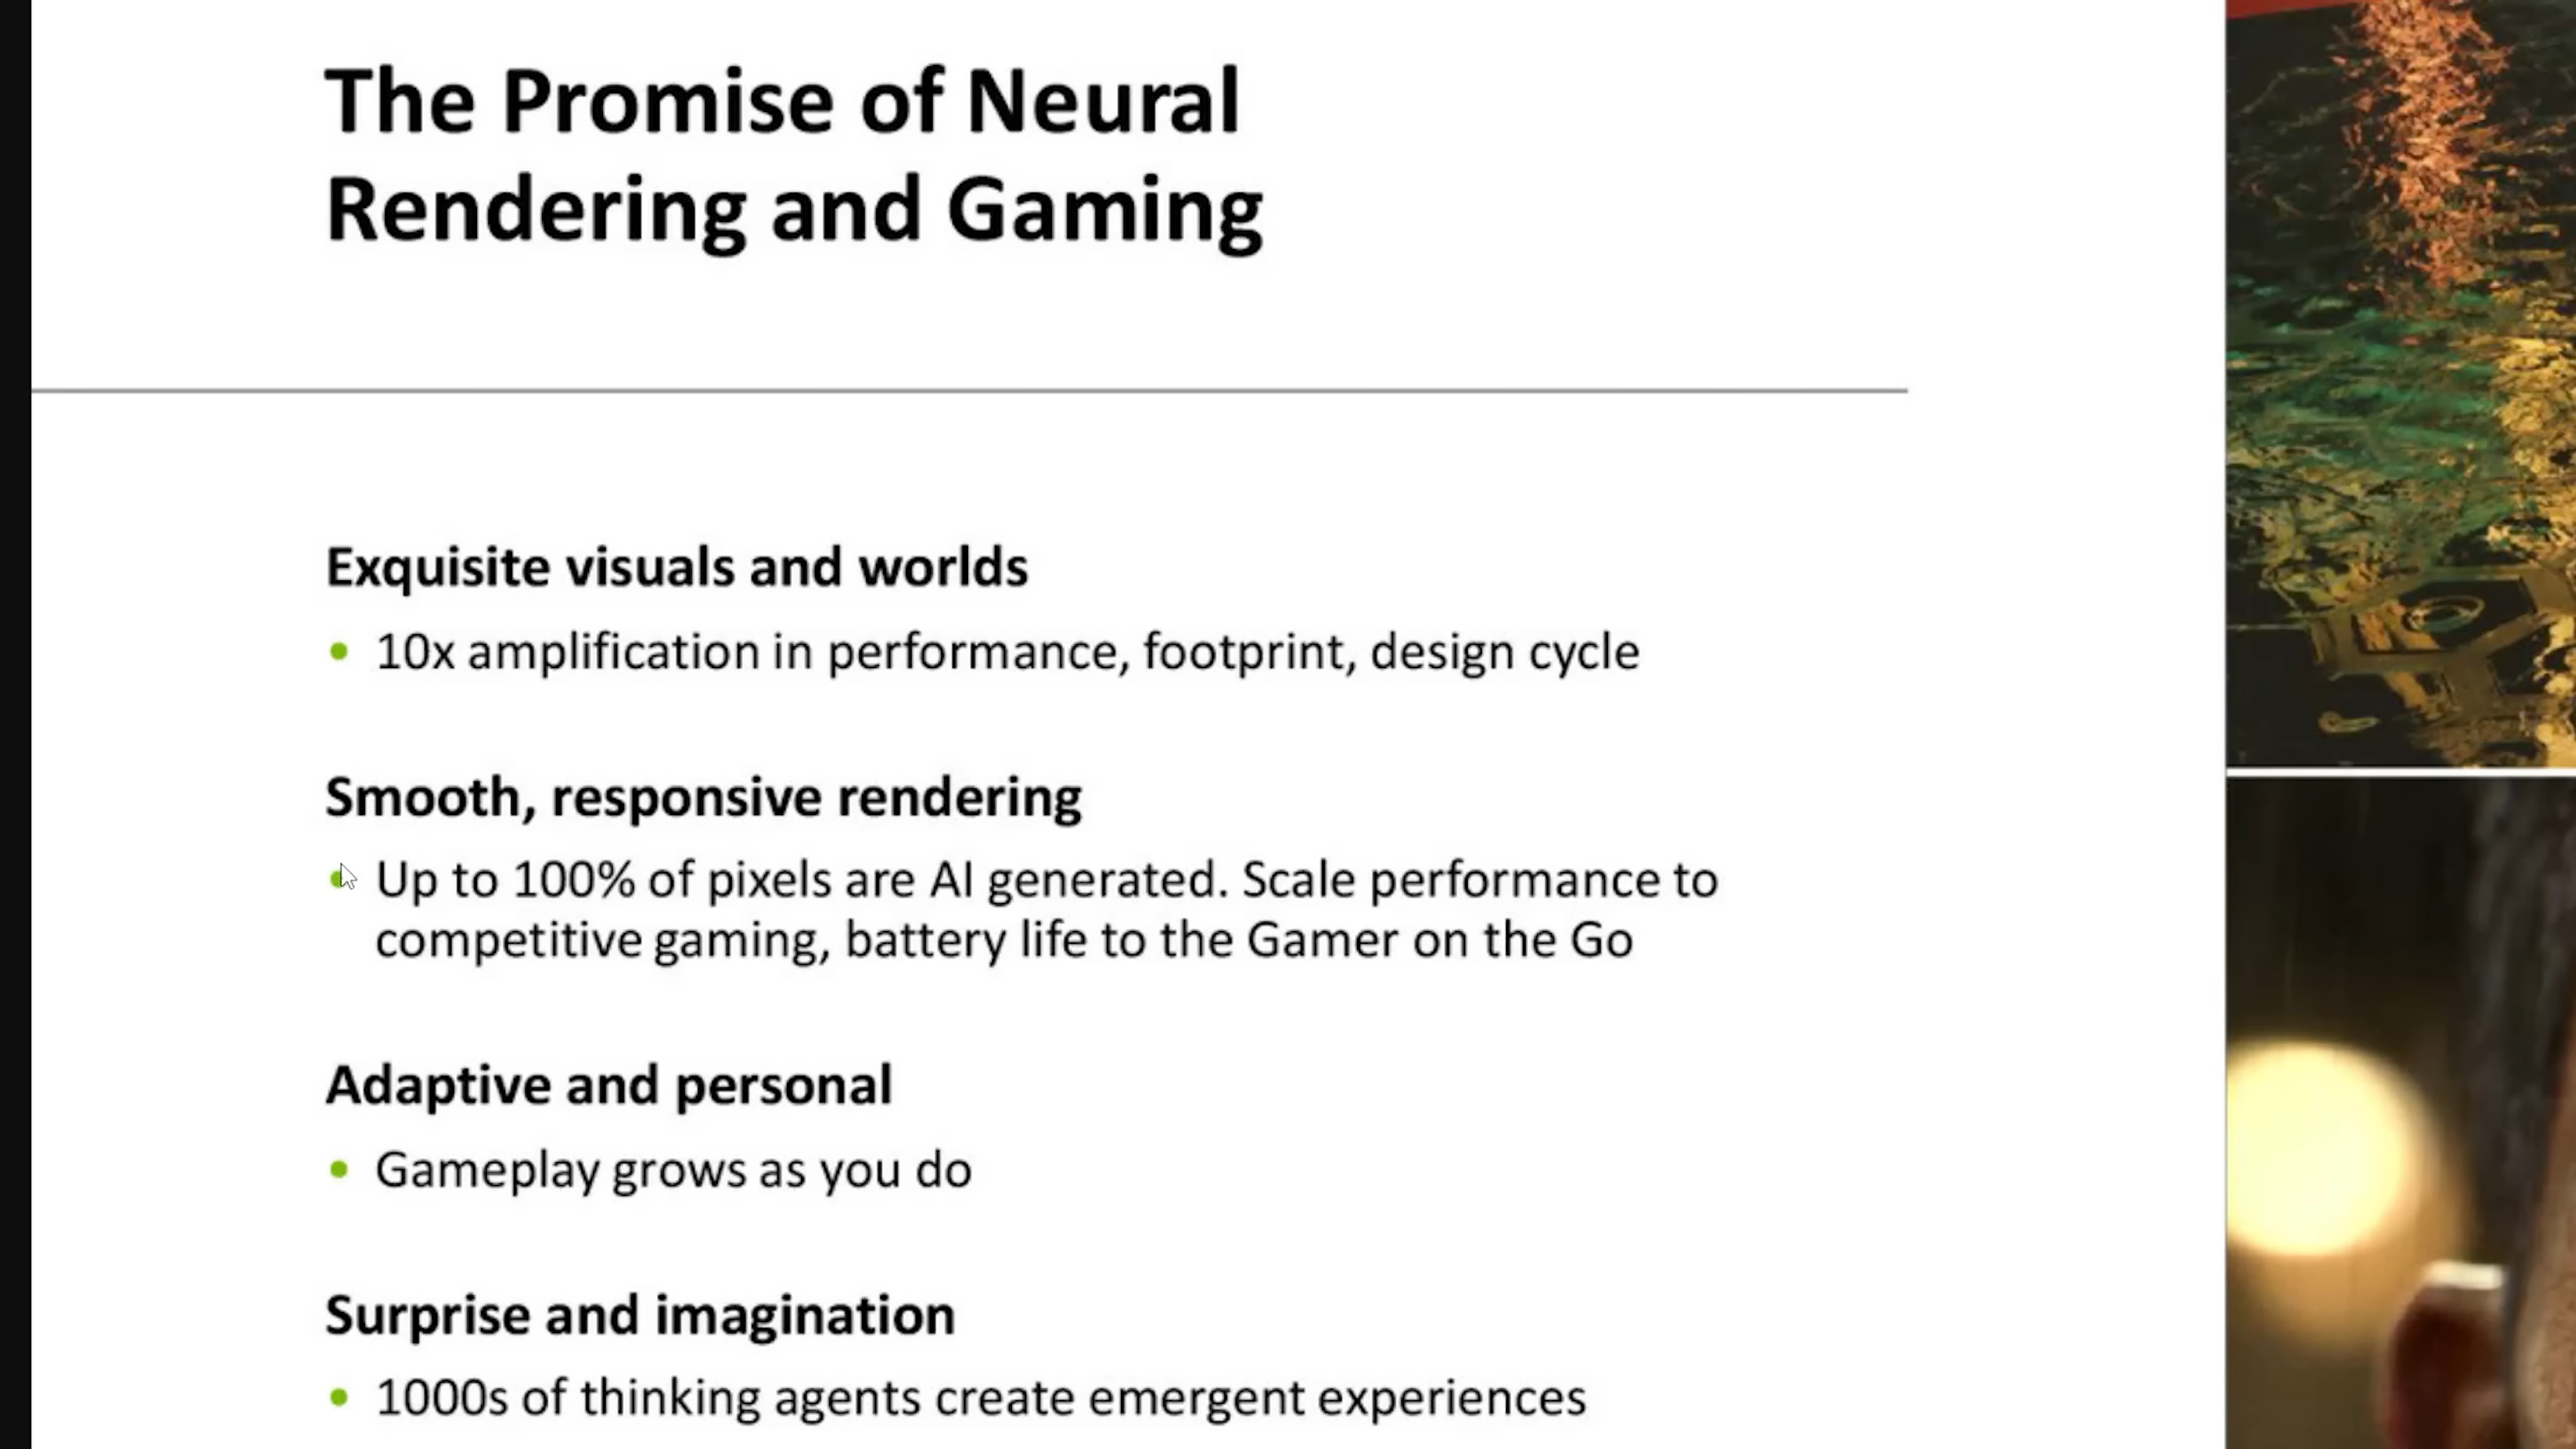 The Promise of Neural
Rendering and Gaming
Exquisite visuals and worlds
• 10x amplification in performance, footprint, design cycle
Smooth, responsive rendering
• Up to 100% of pixels are AI generated. Scale performance to
competitive gaming, battery life to the Gamer on the Go
Adaptive and personal
• Gameplay grows as you do
Surprise and imagination
• 1000s of thinking agents create emergent experiences